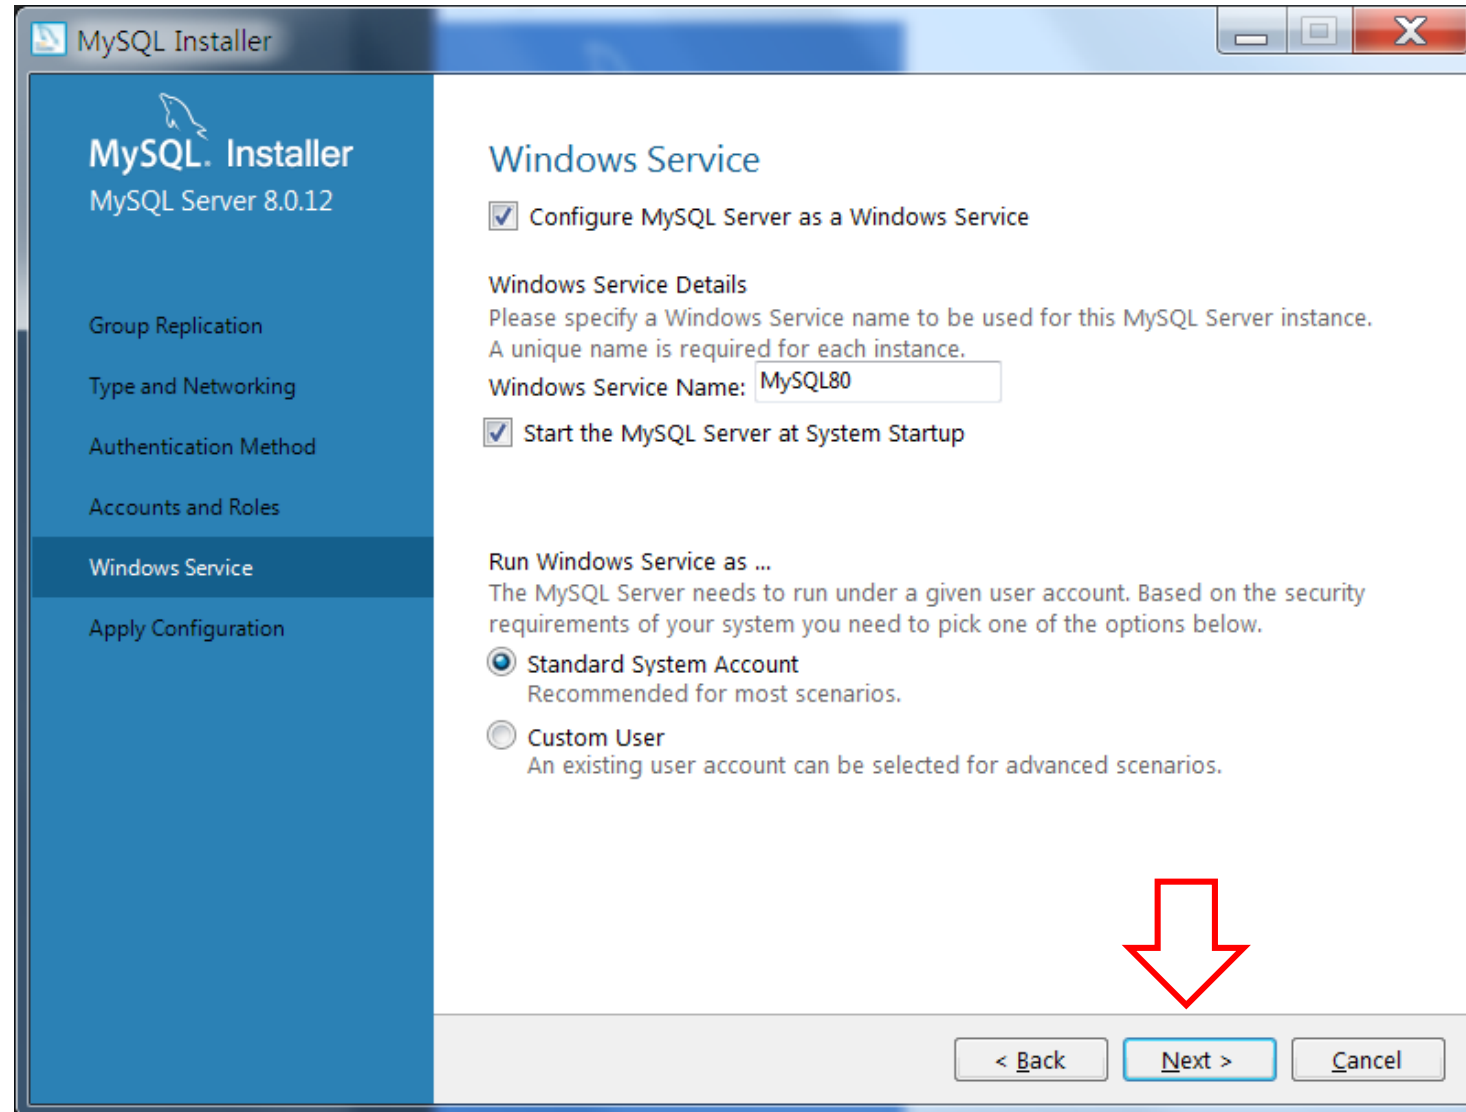 MySQL Installer
MySQL. Installer
MySQL Server 8.0.12
Group Replication
Type and Networking
Authentication Method
Accounts and Roles
Windows Service
Apply Configuration
Windows Service
Configure MySQL Server as a Windows Service
Windows Service Details
Please specify a Windows Service name to be used for this MySQL Server instance.
A unique name is required for each instance.
Windows Service Name: MySQL80
Start the MySQL Server at System Startup
Run Windows Service as ...
The MySQL Server needs to run under a given user account. Based on the security
requirements of your system you need to pick one of the options below.
Standard System Account
Recommended for most scenarios.
Custom User
An existing user account can be selected for advanced scenarios.
< Back Next > Cancel